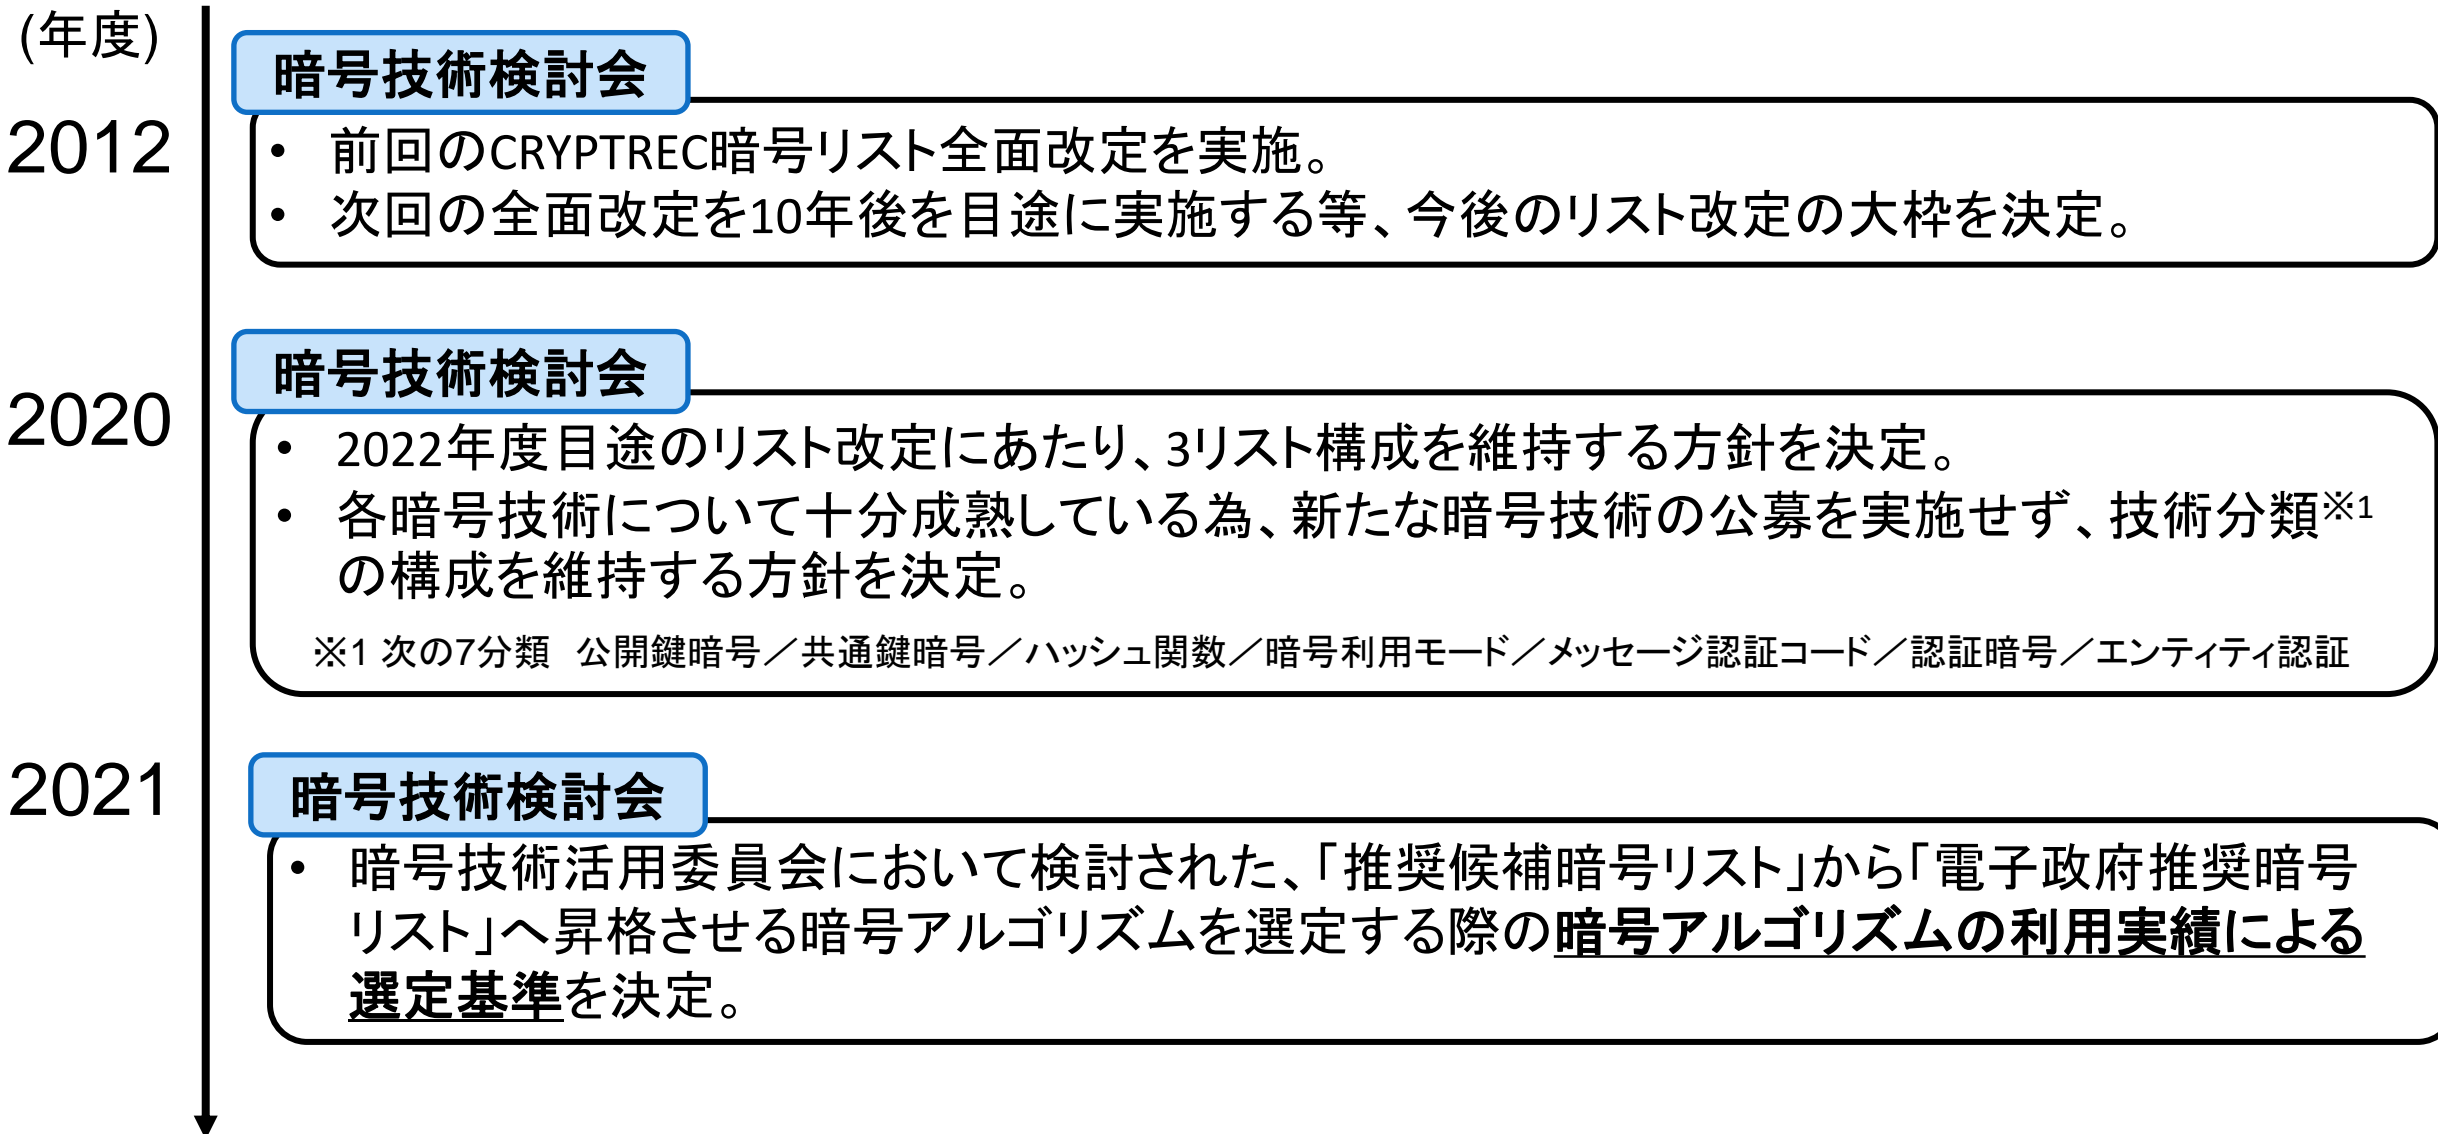 (年度)
暗号技術検討会
2012
• 前回のCRYPTREC暗号リスト全面改定を実施。
• 次回の全面改定を10年後を目途に実施する等、今後のリスト改定の大枠を決定。
暗号技術検討会
2020
• 2022年度目途のリスト改定にあたり、3リスト構成を維持する方針を決定。
• 各暗号技術について十分成熟している為、新たな暗号技術の公募を実施せず、技術分類※1
の構成を維持する方針を決定。
※1 次の7分類　公開鍵暗号／共通鍵暗号／ハッシュ関数／暗号利用モード／メッセージ認証コード／認証暗号／エンティティ認証
2021
暗号技術検討会
• 暗号技術活用委員会において検討された、「推奨候補暗号リスト」から「電子政府推奨暗号
リスト」へ昇格させる暗号アルゴリズムを選定する際の暗号アルゴリズムの利用実績による
選定基準を決定。